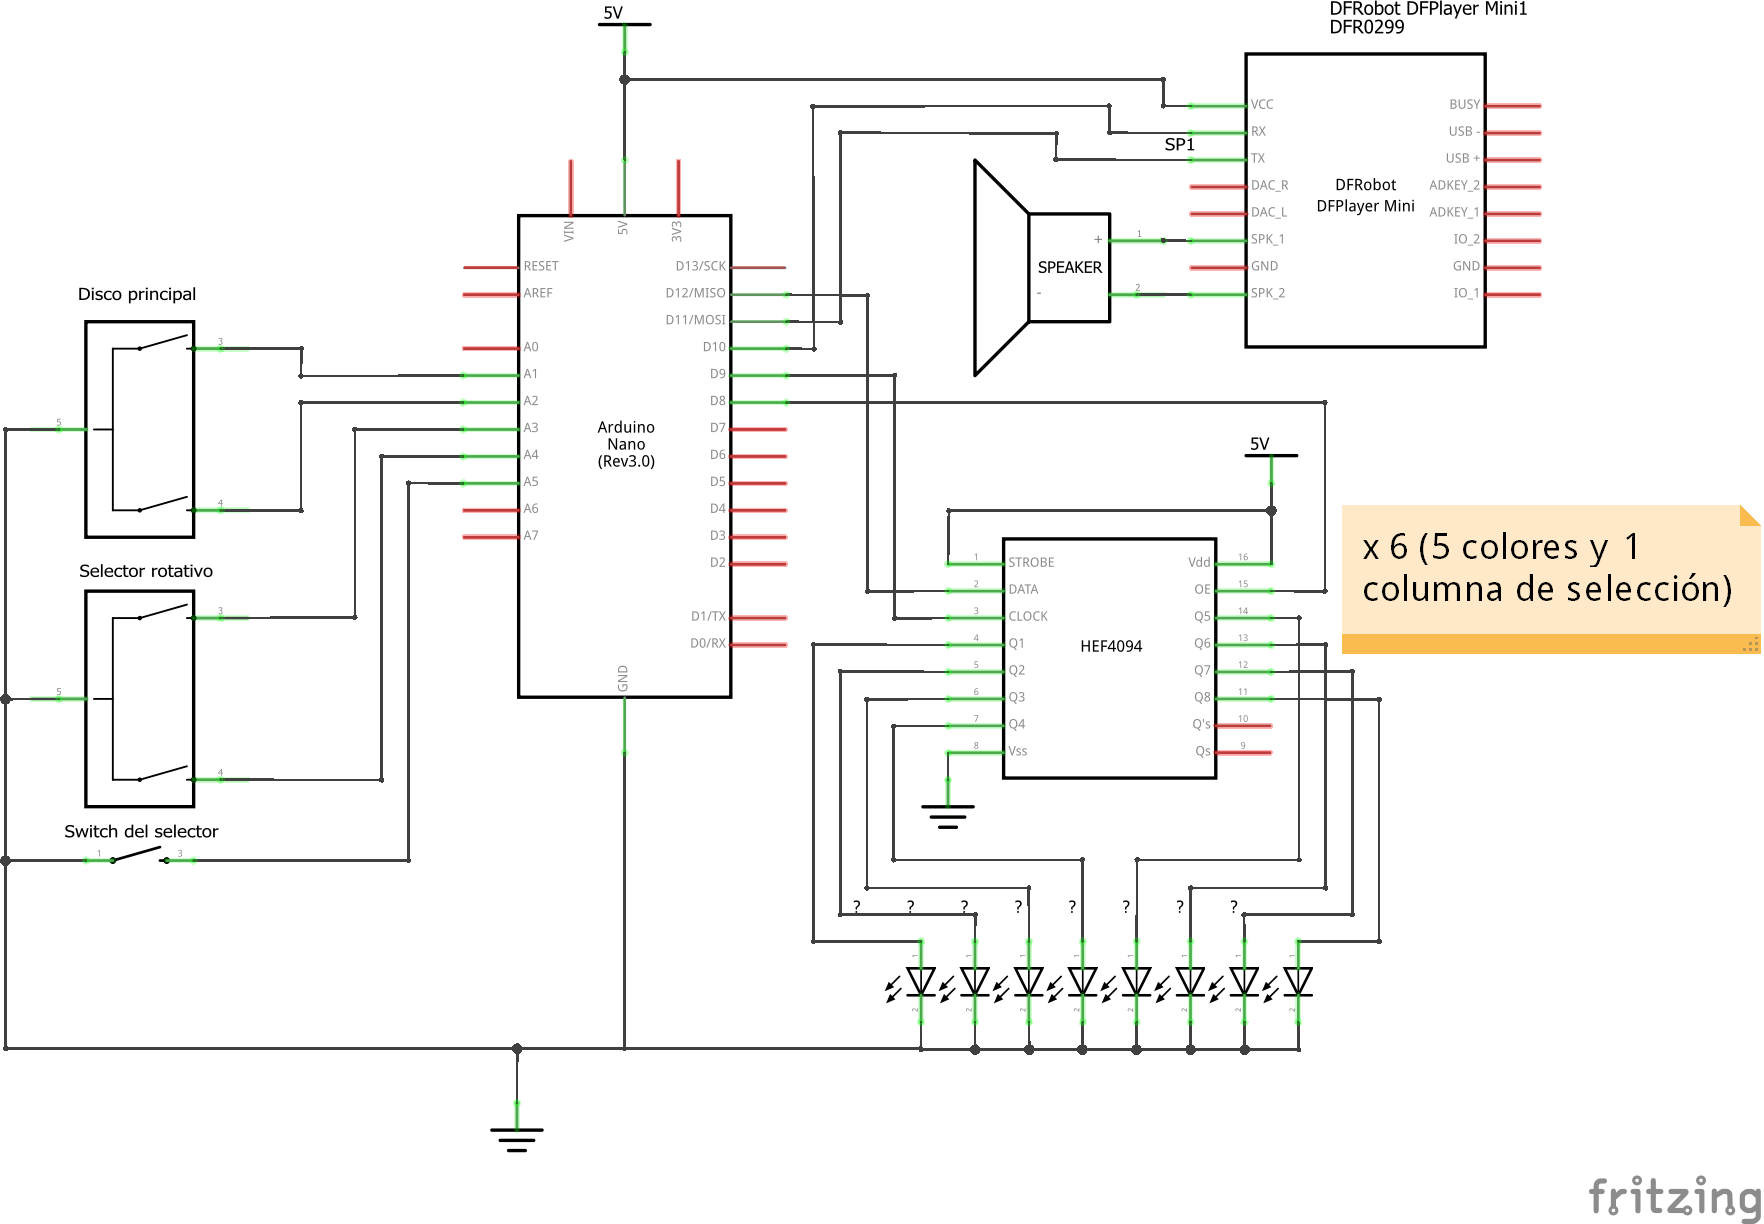 5V
DFRobot DFPlayer Mini1
DFR0299
VCC
RX
TX
DAC_R
DAC_L
SPK_1
GND
SPK_2
BUSY
USB -
USB +
ADKEY_2
ADKEY_1
IO_2
GND
IO_1
DFRobot
DFPlayer Mini
SP1
SPEAKER
+
-
1
2
VIN
5V
3V3
RESET
AREF
A0
A1
A2
A3
A4
A5
A6
A7
D13/SCK
D12/MISO
D11/MOSI
D10
D9
D8
D7
D6
D5
D4
D3
D2
D1/TX
D0/RX
GND
Arduino
Nano
(Rev3.0)
Disco principal
3
5
4
Selector rotativo
3
5
4
Switch del selector
1
3
5V
STROBE
DATA
CLOCK
Q1
Q2
Q3
Q4
Vss
1
2
3
4
5
6
7
8
HEF4094
Vdd
OE
Q5
Q6
Q7
Q8
Q's
Qs
16
15
14
13
12
11
10
9
x 6 (5 colores y 1
columna de selección)
? ? ? ? ? ? ? ?
1 1 1 1 1 1 1 1
2 2 2 2 2 2 2 2
fritzing